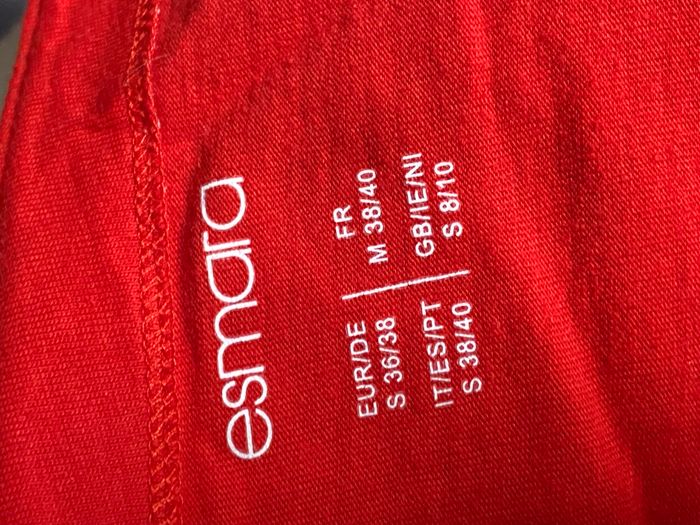 esmara
EUR/DE | FR
S 36/38 | M 38/40
IT/ES/PT | GB/IE/NI
S 38/40 | S 8/10